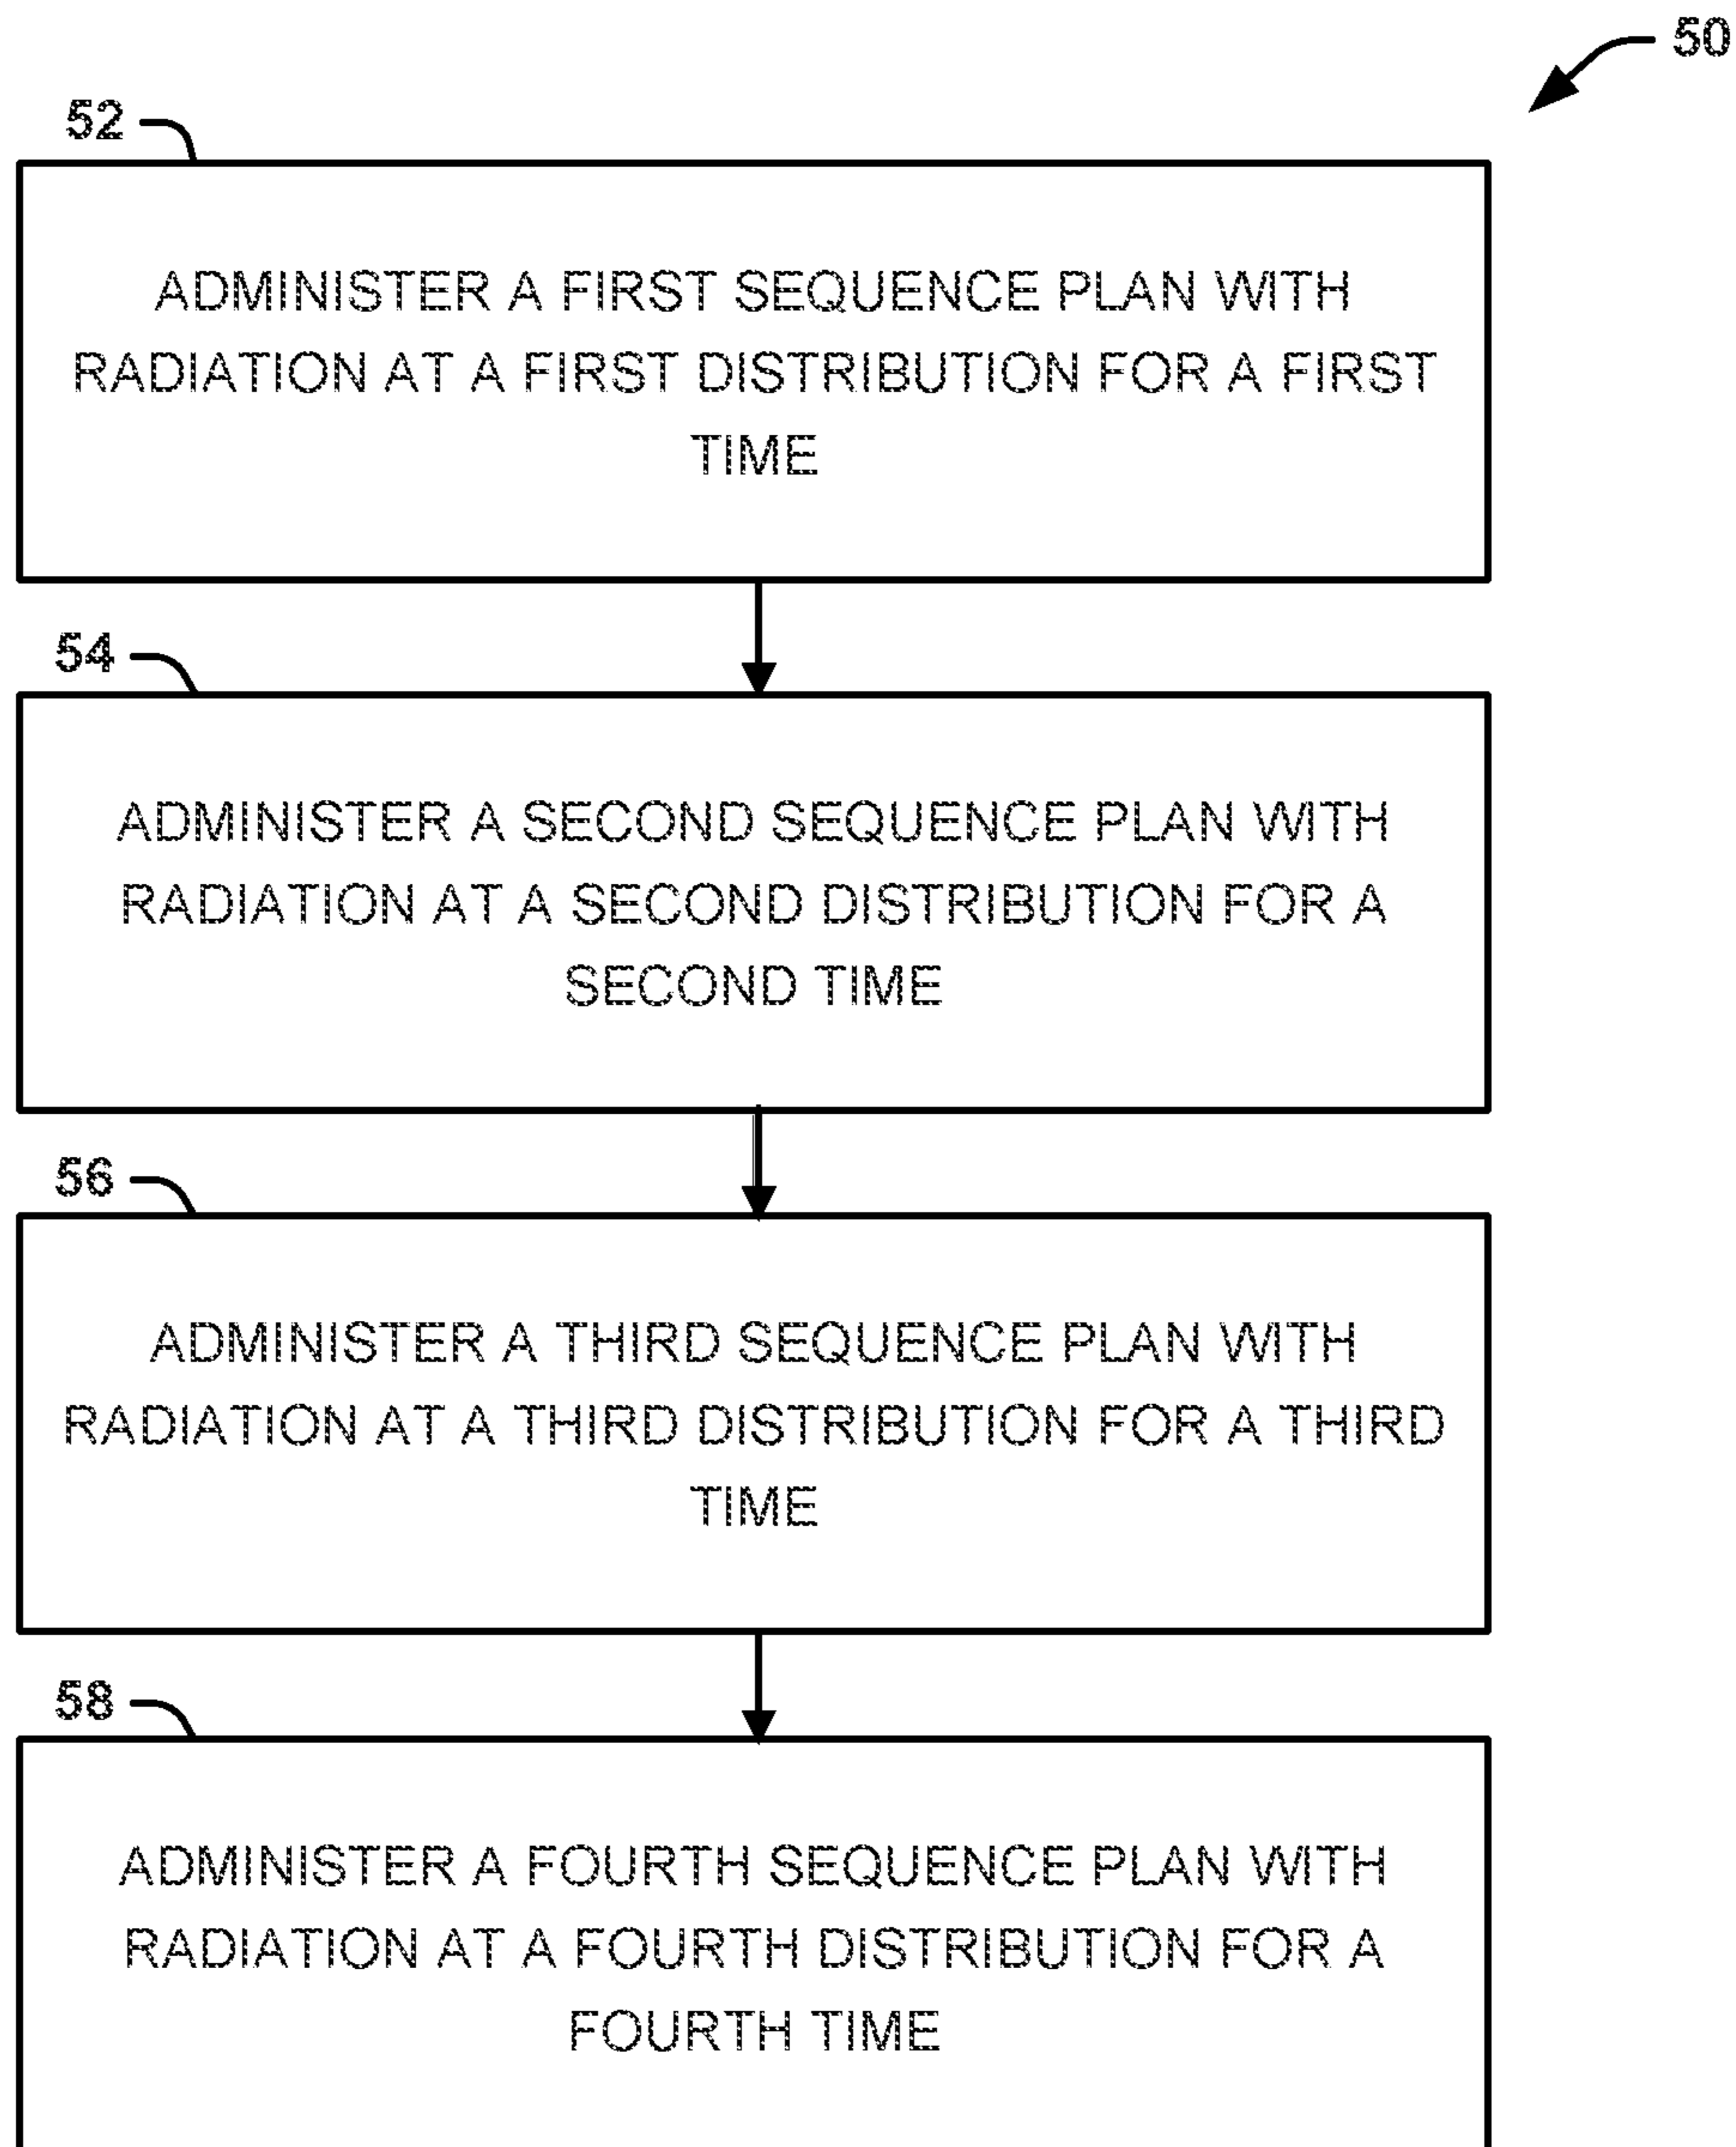 50
52
ADMINISTER A FIRST SEQUENCE PLAN WITH
RADIATION AT A FIRST DISTRIBUTION FOR A FIRST
TIME
54
ADMINISTER A SECOND SEQUENCE PLAN WITH
RADIATION AT A SECOND DISTRIBUTION FOR A
SECOND TIME
56
ADMINISTER A THIRD SEQUENCE PLAN WITH
RADIATION AT A THIRD DISTRIBUTION FOR A THIRD
TIME
58
ADMINISTER A FOURTH SEQUENCE PLAN WITH
RADIATION AT A FOURTH DISTRIBUTION FOR A
FOURTH TIME